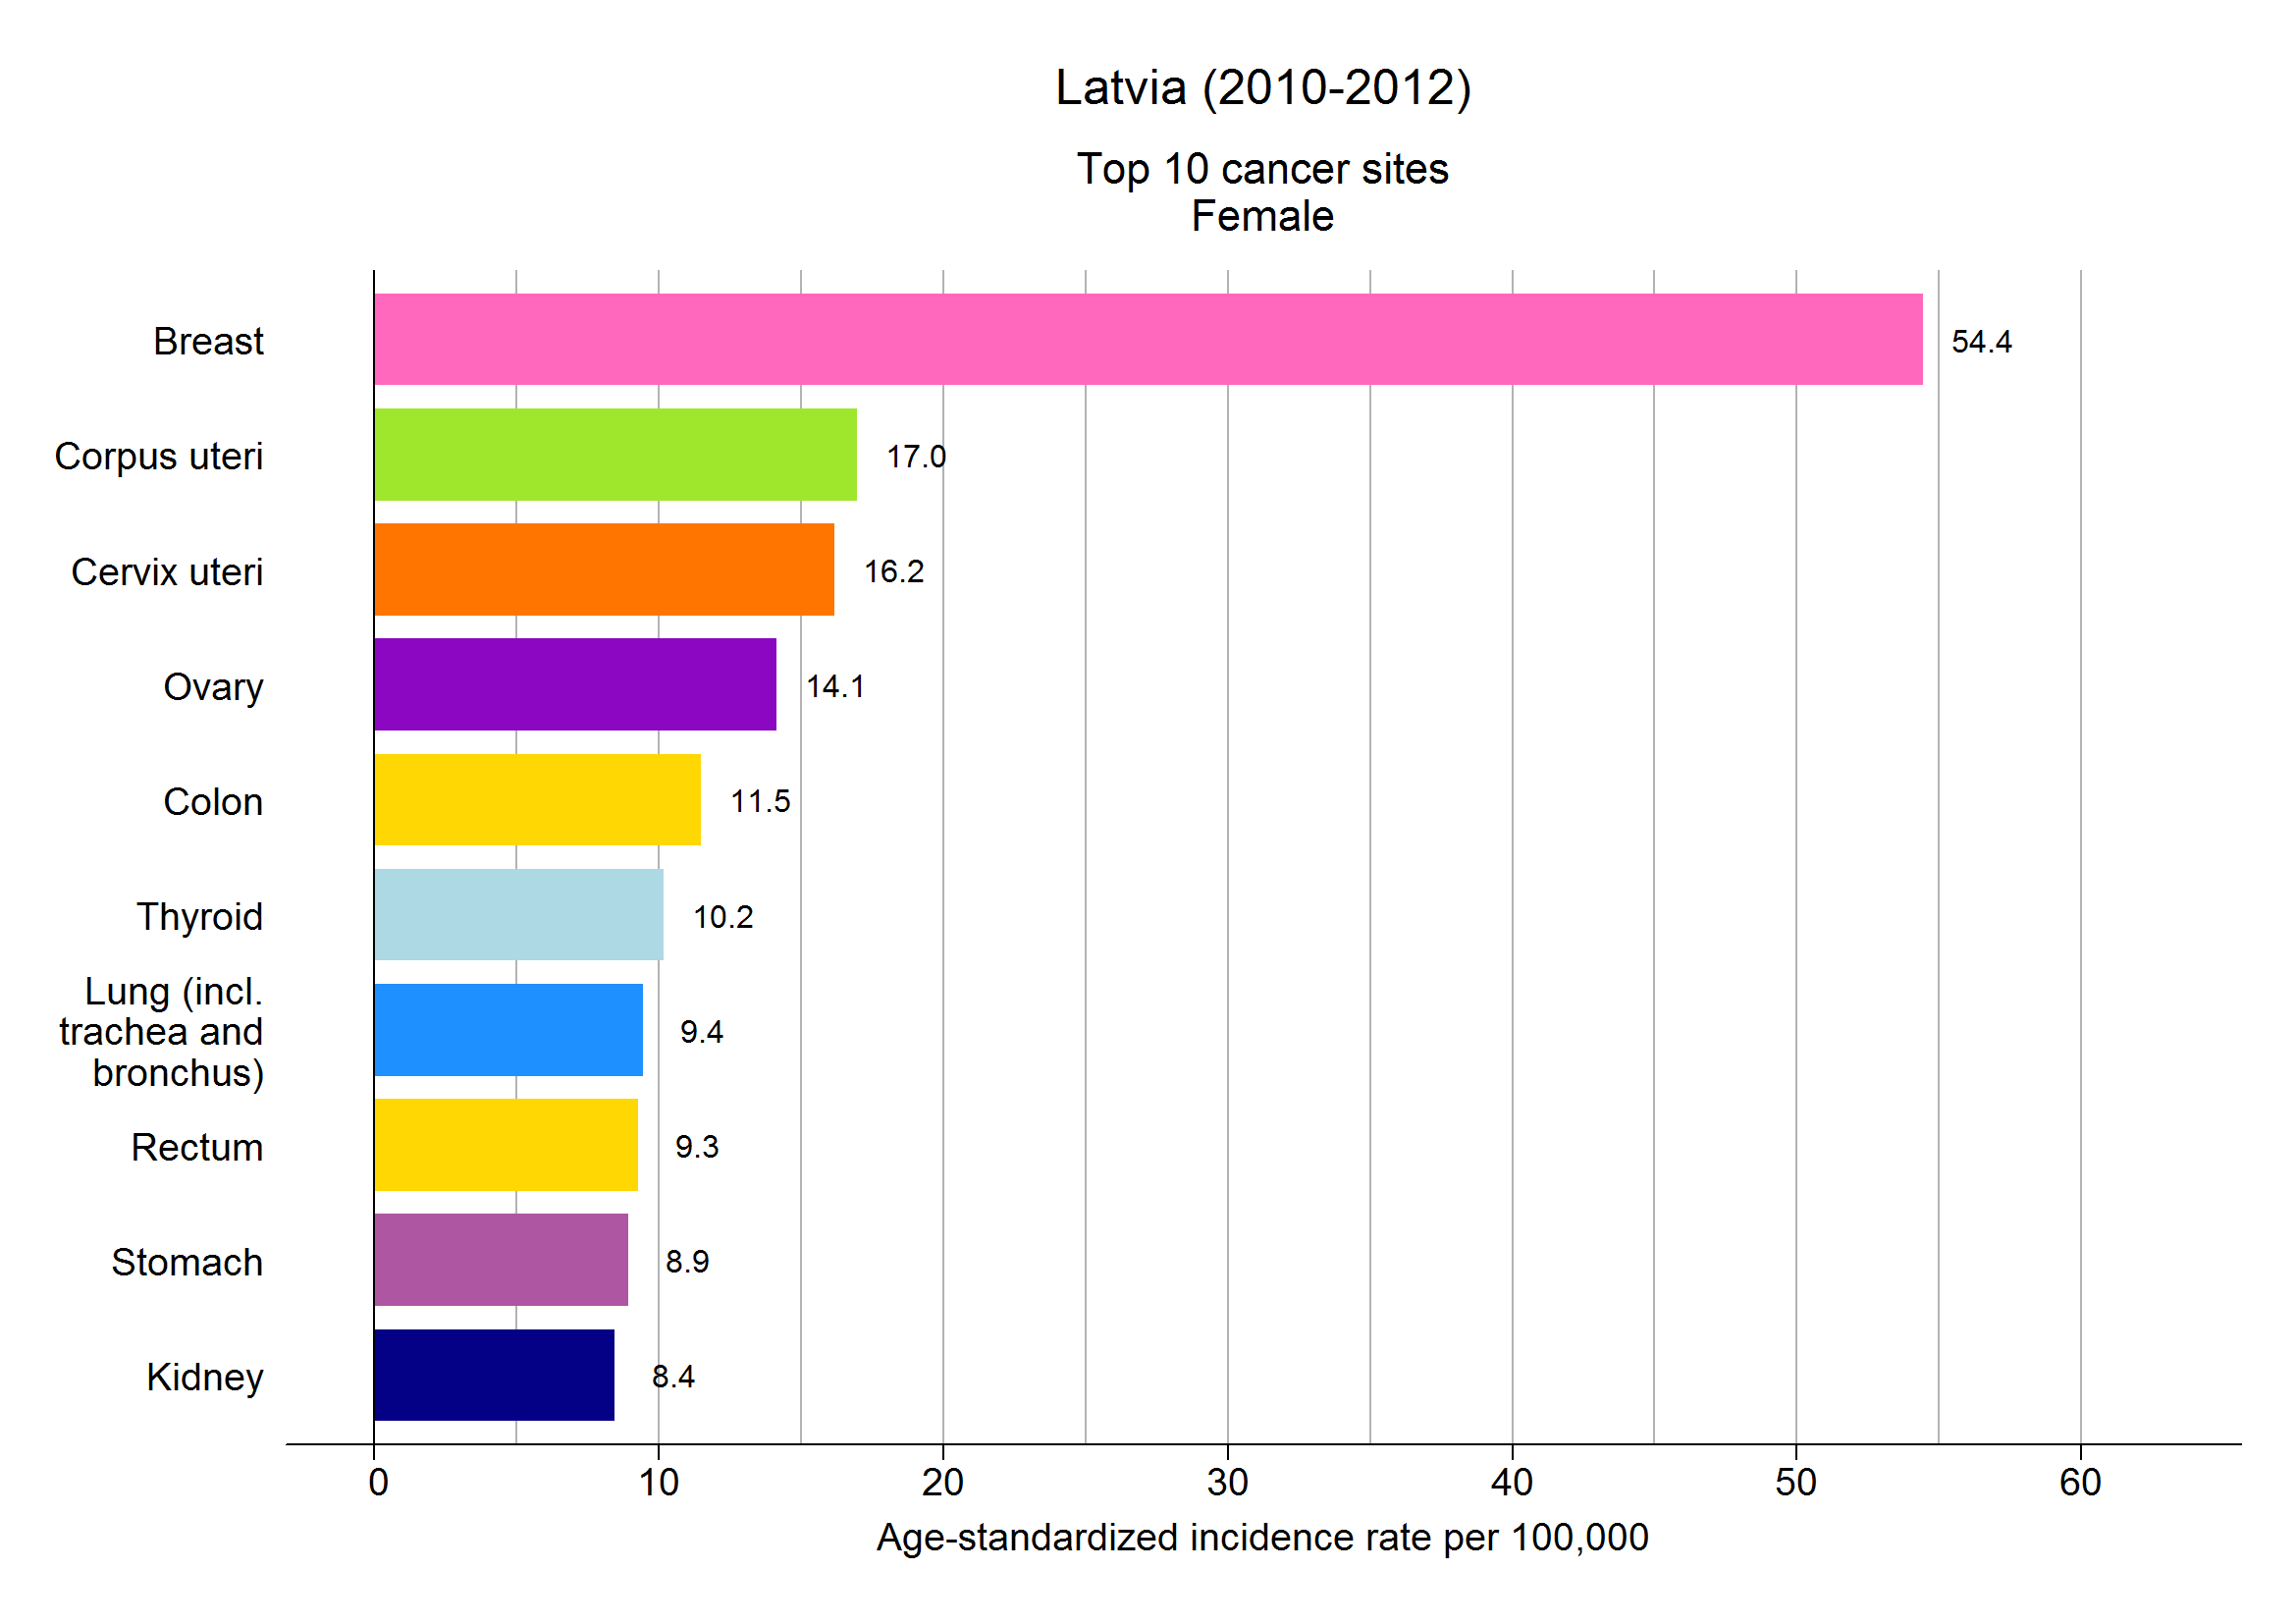 Latvia (2010-2012)
Top 10 cancer sites
Female
Breast
54.4
Corpus uteri
17.0
Cervix uteri
16.2
Ovary
14.1
Colon
11.5
Thyroid
10.2
Lung (incl.
trachea and
bronchus)
9.4
Rectum
9.3
Stomach
8.9
Kidney
8.4
0 10 20 30 40 50 60
Age-standardized incidence rate per 100,000